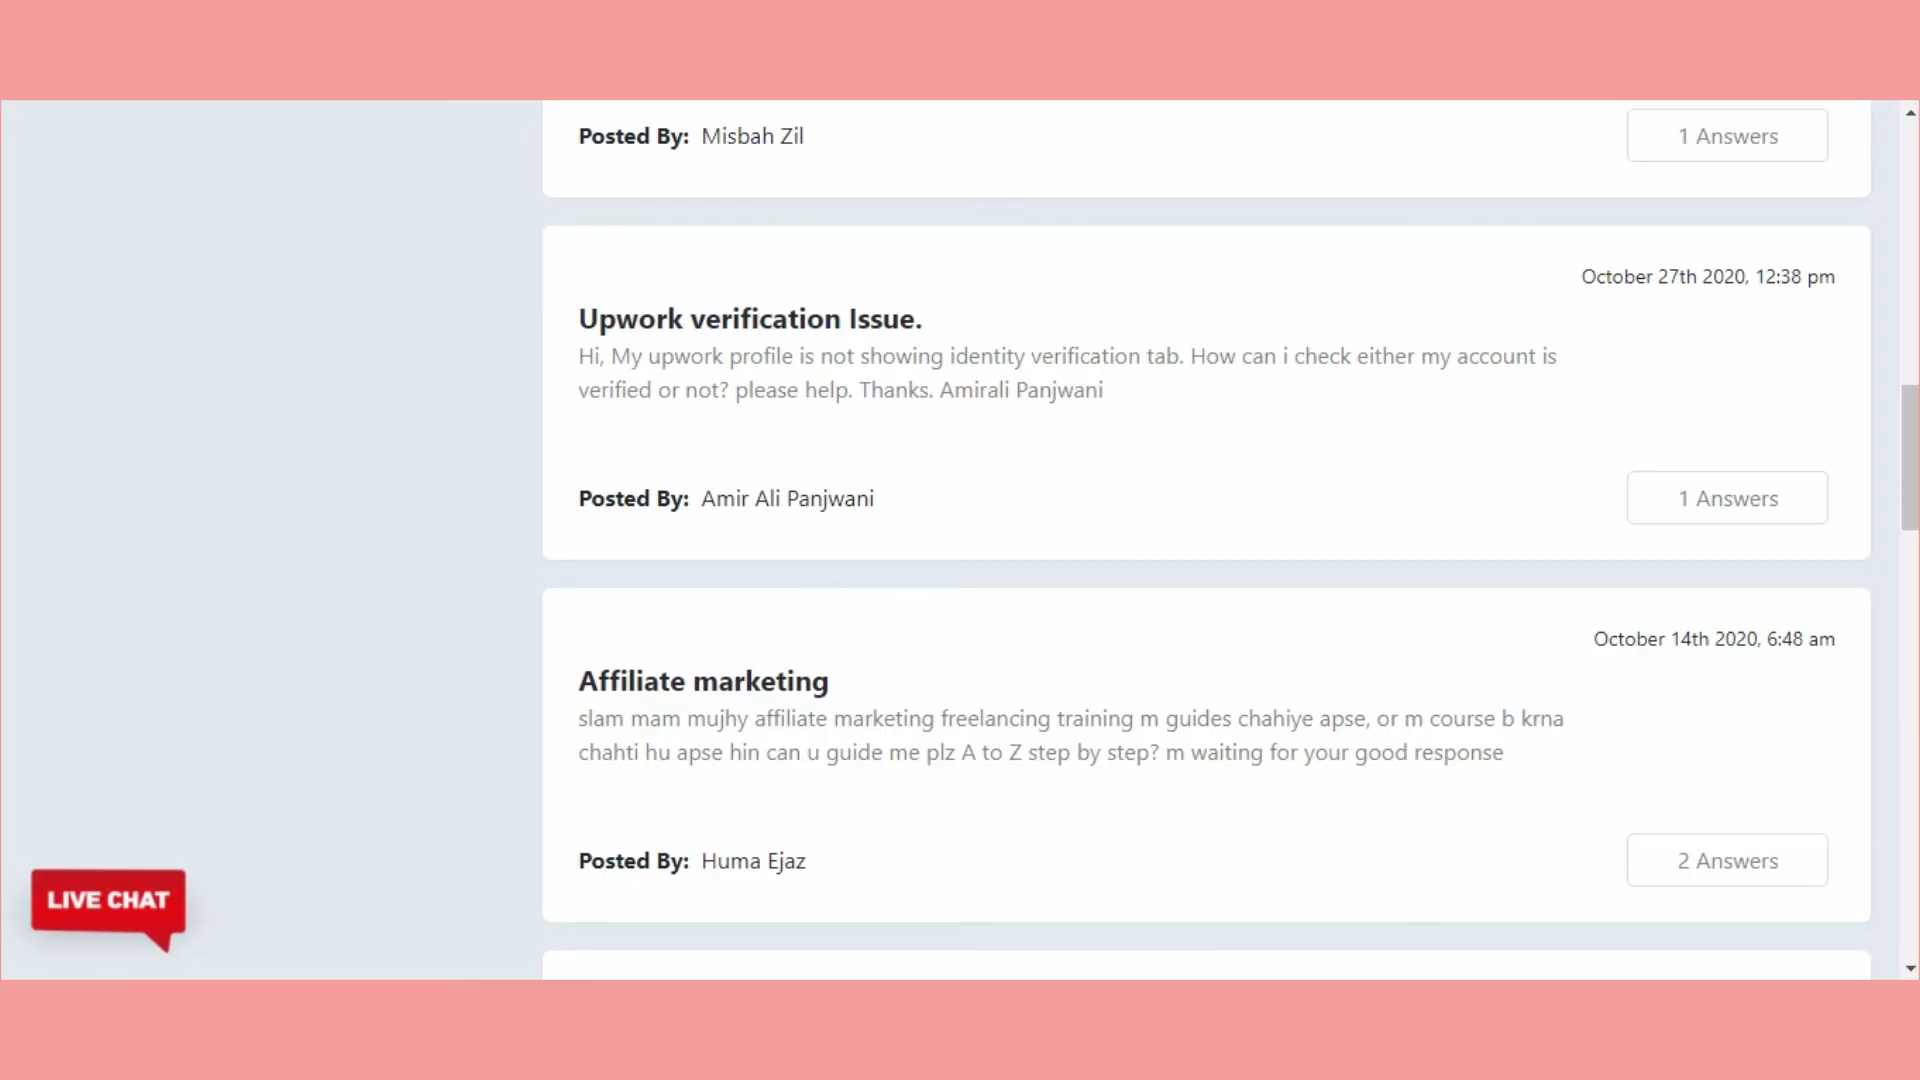 Posted By: Misbah Zil
1 Answers
October 27th 2020, 12:38 pm
Upwork verification Issue.
Hi, My upwork profile is not showing identity verification tab. How can i check either my account is
verified or not? please help. Thanks. Amirali Panjwani
Posted By: Amir Ali Panjwani
1 Answers
October 14th 2020, 6:48 am
Affiliate marketing
slam mam mujhy affiliate marketing freelancing training m guides chahiye apse, or m course b krna
chahti hu apse hin can u guide me plz A to Z step by step? m waiting for your good response
Posted By: Huma Ejaz
2 Answers
LIVE CHAT